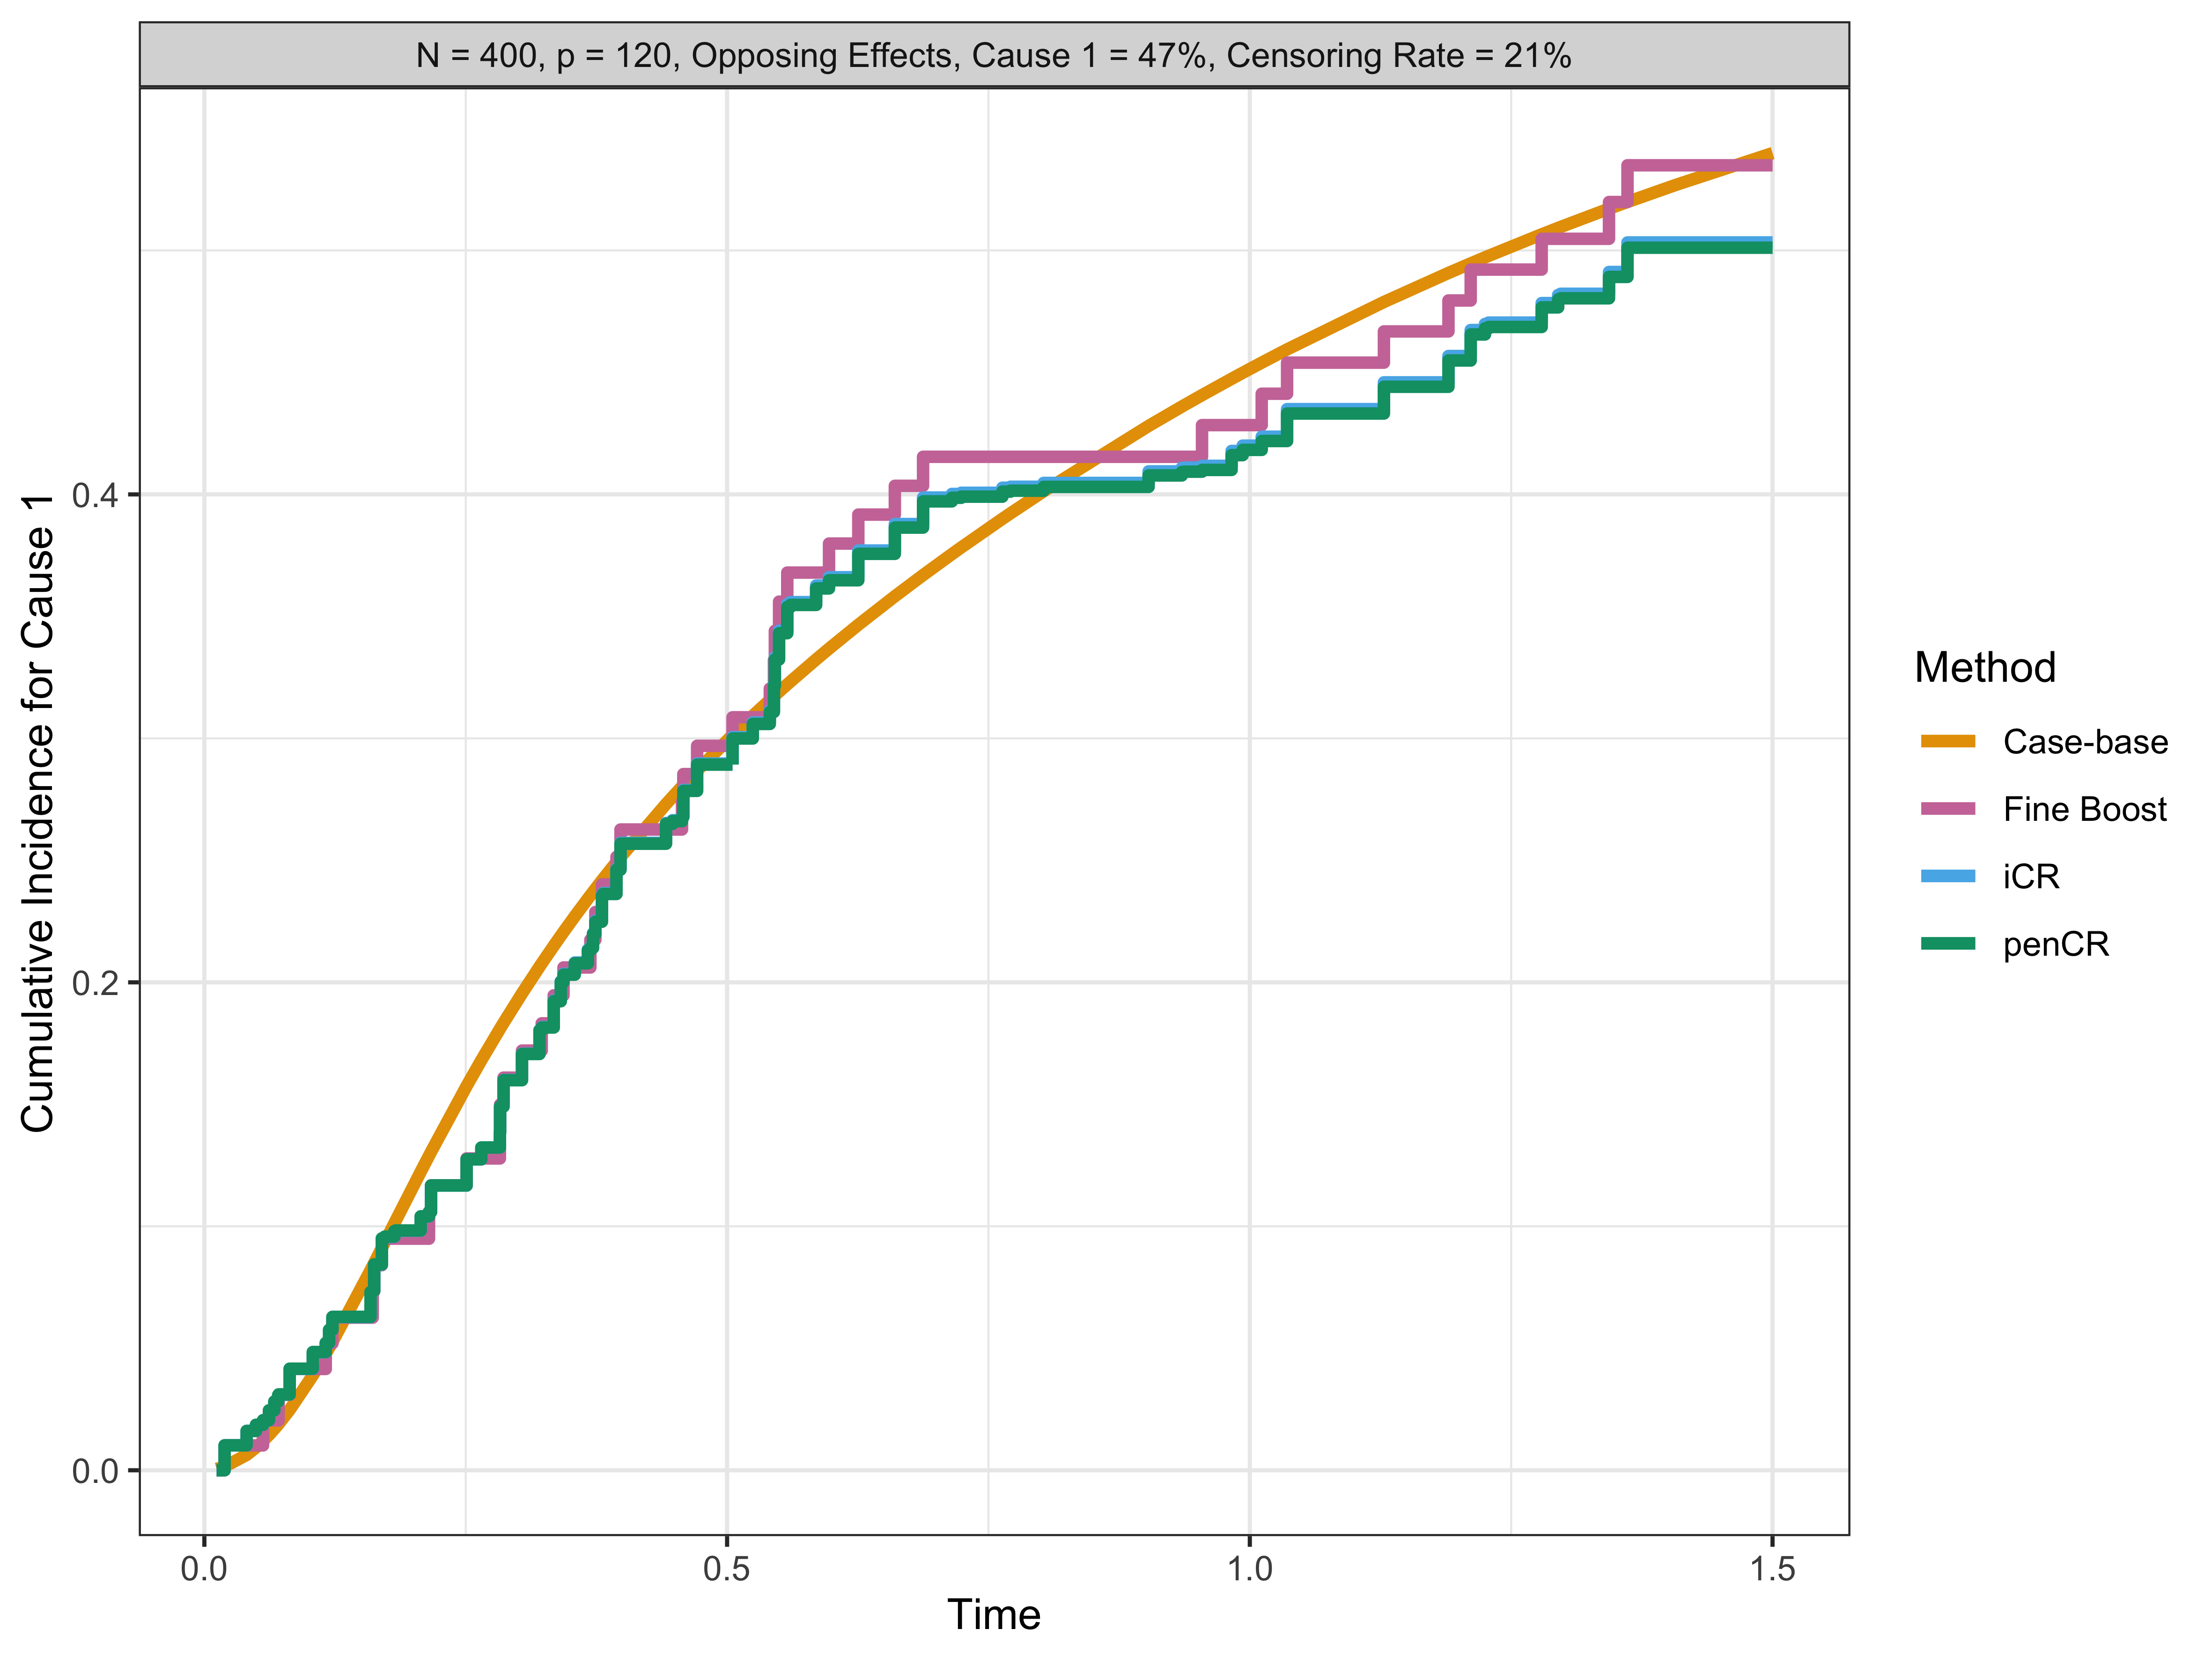 N = 400, p = 120, Opposing Effects, Cause 1 = 47%, Censoring Rate = 21%
Cumulative Incidence for Cause 1
0.4
0.2
0.0
0.0 0.5 1.0 1.5
Time
Method
Case-base
Fine Boost
iCR
penCR